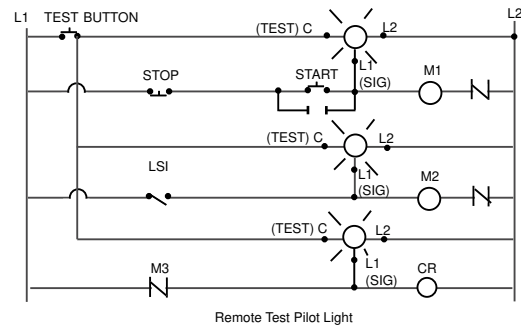 L1 TEST BUTTON L2
(TEST) C L2
L1
(SIG)
STOP START M1
(TEST) C L2
LSI
L1
(SIG)
M2
(TEST) C L2
M3
L1
(SIG)
CR
Remote Test Pilot Light